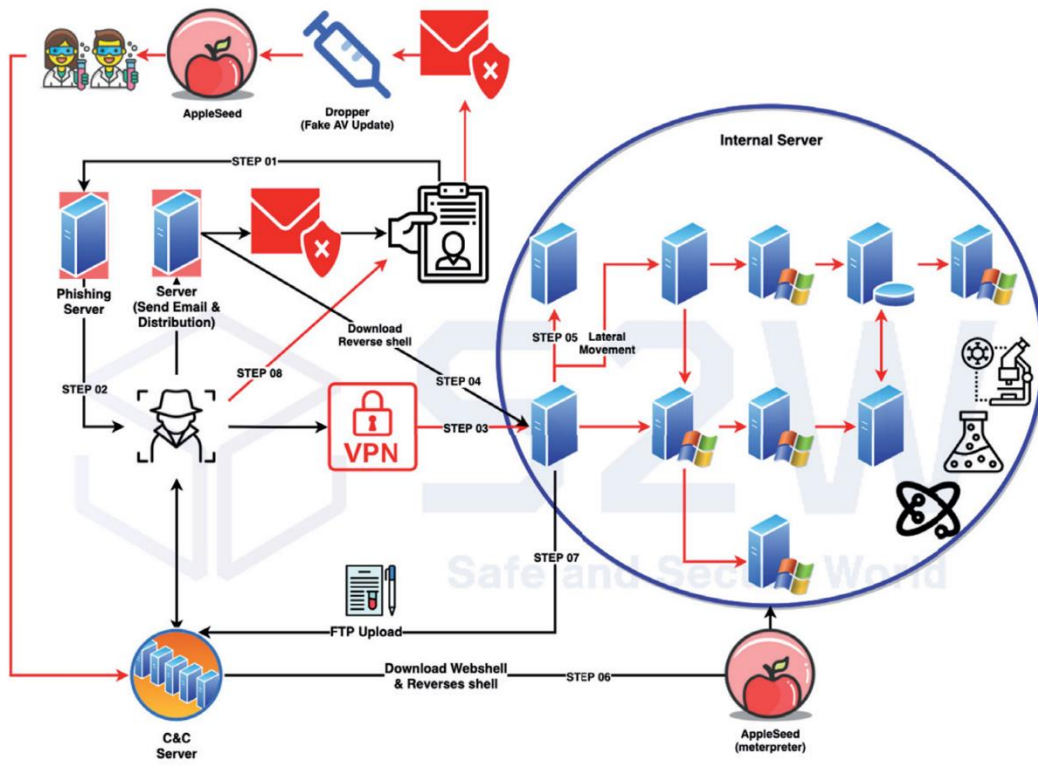 AppleSeed
Dropper
(Fake AV Update)
Internal Server
STEP 01
Phishing
Server
Server
(Send Email &
Distribution)
Download
Reverse shell
STEP 05
Lateral
Movement
STEP 02
STEP 08
STEP 04
VPN
STEP 03
S2W
Safe and Secure World
STEP 07
FTP Upload
Download Webshell
& Reverses shell
STEP 06
C&C
Server
AppleSeed
(meterpreter)